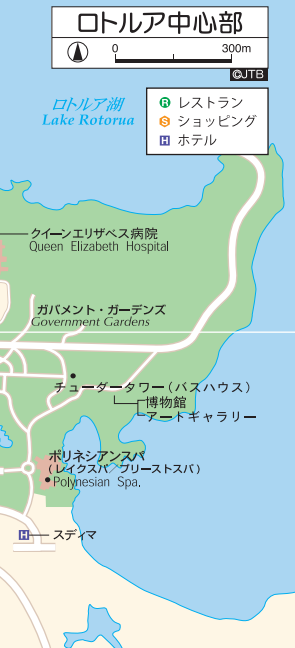 ロトルア中心部
0 300m
©JTB
ロトルア湖
Lake Rotorua
R レストラン
S ショッピング
H ホテル
クイーンエリザベス病院
Queen Elizabeth Hospital
ガバメント・ガーデンズ
Government Gardens
チューダータワー(バスハウス)
博物館
アートギャラリー
ポリネシアンスパ
(レイクスパ/プリーストスパ)
Polynesian Spa.
H スディマ